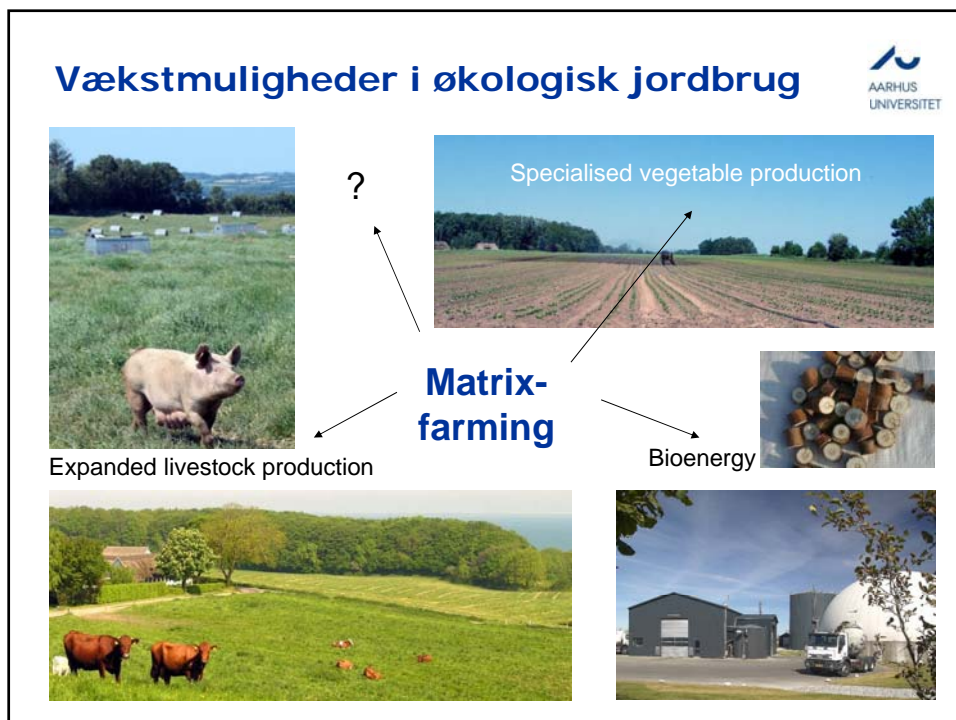 Vækstmuligheder i økologisk jordbrug
AARHUS
UNIVERSITET
?
Specialised vegetable production
Matrix-
farming
Expanded livestock production
Bioenergy